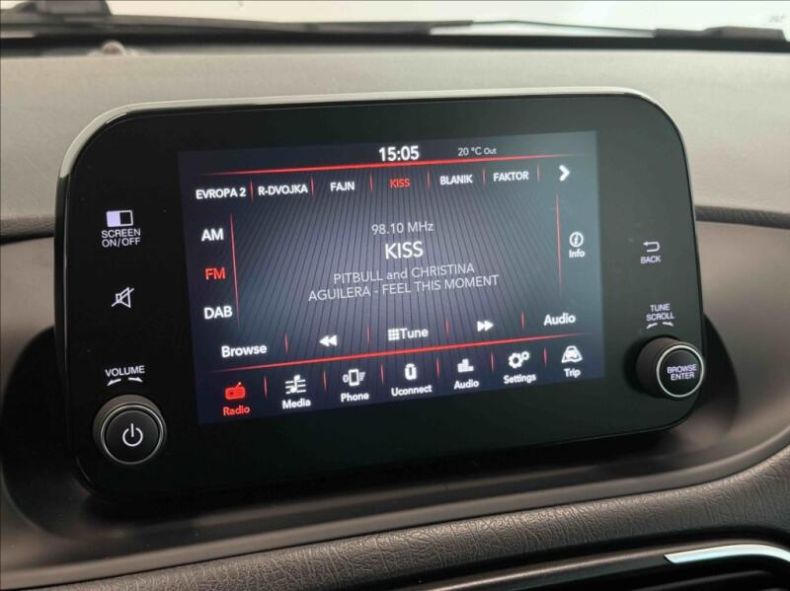 15:05 20 °C Out
EVROPA 2 R-DVOJKA FAJN KISS BLANIK FAKTOR
SCREEN
ON/OFF
AM
FM
DAB
98.10 MHz
KISS
PITBULL and CHRISTINA
AGUILERA - FEEL THIS MOMENT
Info
BACK
TUNE
SCROLL
Browse Tune Audio
VOLUME
Radio Media Phone Uconnect Audio Settings Trip
BROWSE
ENTER